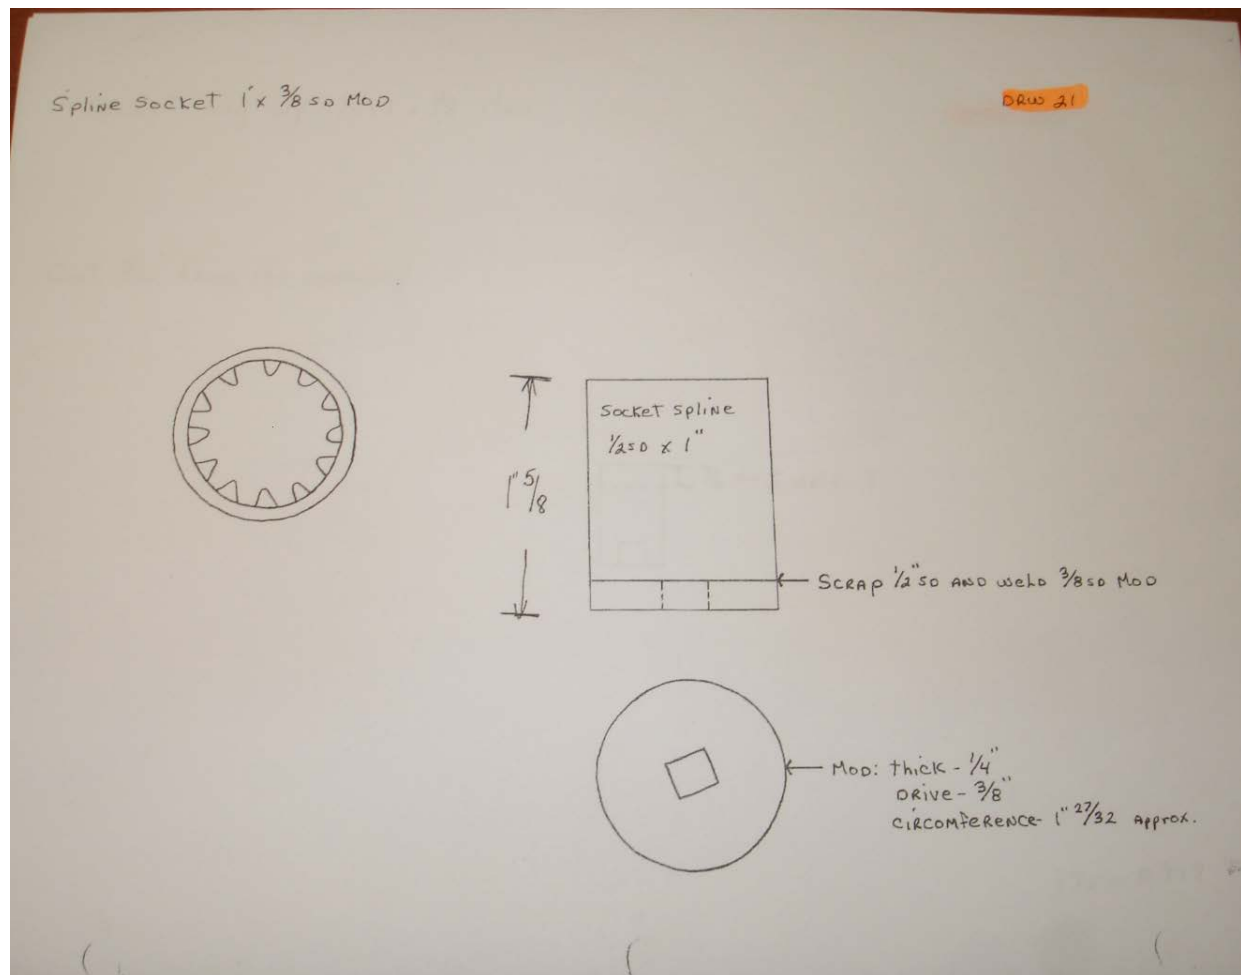 Spline Socket 1" x 3/8 SD MOD
DRW 21
Socket Spline
1/2 SD x 1"
1" 5/8
SCRAP 1/2" SD AND WELD 3/8 SD MOD
MOD: Thick - 1/4"
DRIVE - 3/8"
CIRCOMFERENCE - 1" 27/32 APPROX.